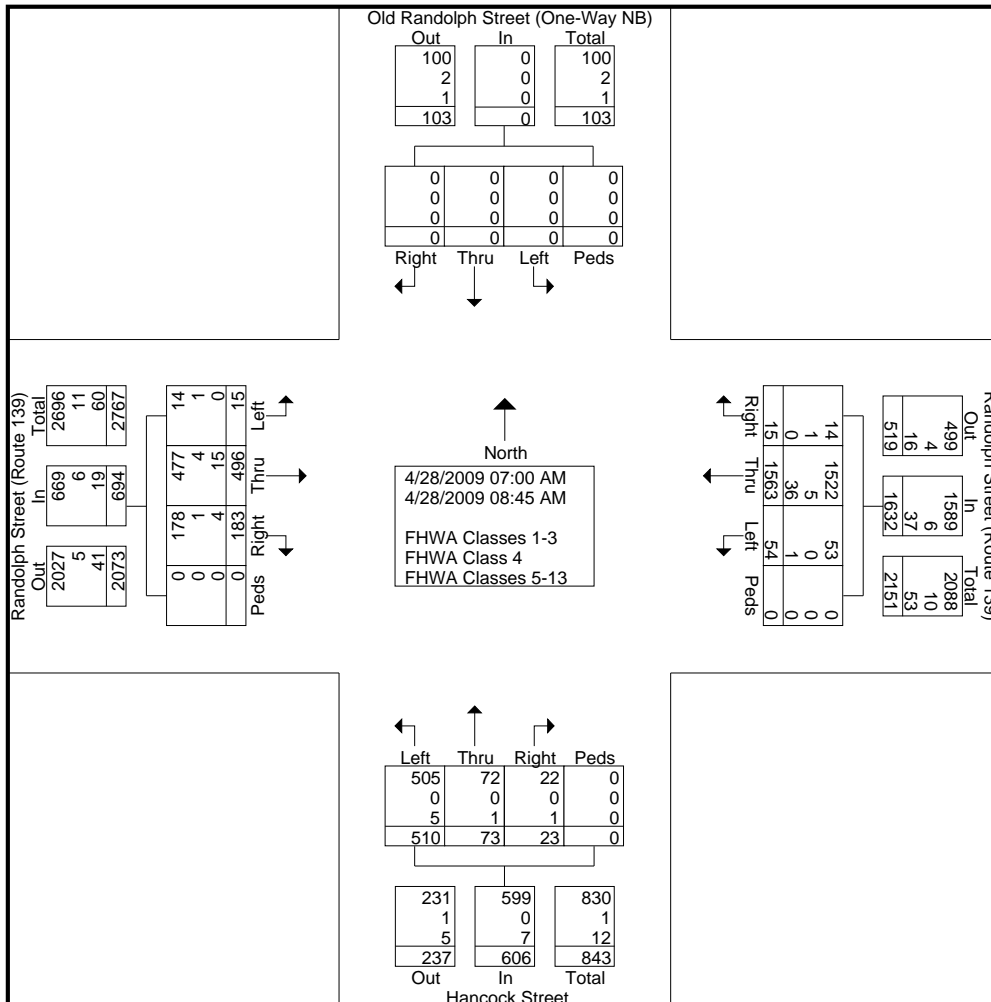 Old Randolph Street (One-Way NB)
Out In Total
100 0 100
2 0 2
1 0 1
103 0 103
0 0 0 0
0 0 0 0
0 0 0 0
0 0 0 0
Right Thru Left Peds
Randolph Street (Route 139)
Total In Out
2696 669 2027
11 6 5
60 19 41
2767 694 2073
14 477 178 0
1 4 1 0
0 15 4 0
15 496 183 0
Left Thru Right Peds
North
4/28/2009 07:00 AM
4/28/2009 08:45 AM
FHWA Classes 1-3
FHWA Class 4
FHWA Classes 5-13
Randolph Street (Route 139)
Out In Total
499 1589 2088
4 6 10
16 37 53
519 1632 2151
14 1522 53 0
1 5 0 0
0 36 1 0
15 1563 54 0
Right Thru Left Peds
Left Thru Right Peds
505 72 22 0
0 0 0 0
5 1 1 0
510 73 23 0
231 599 830
1 0 1
5 7 12
237 606 843
Out In Total
Hancock Street